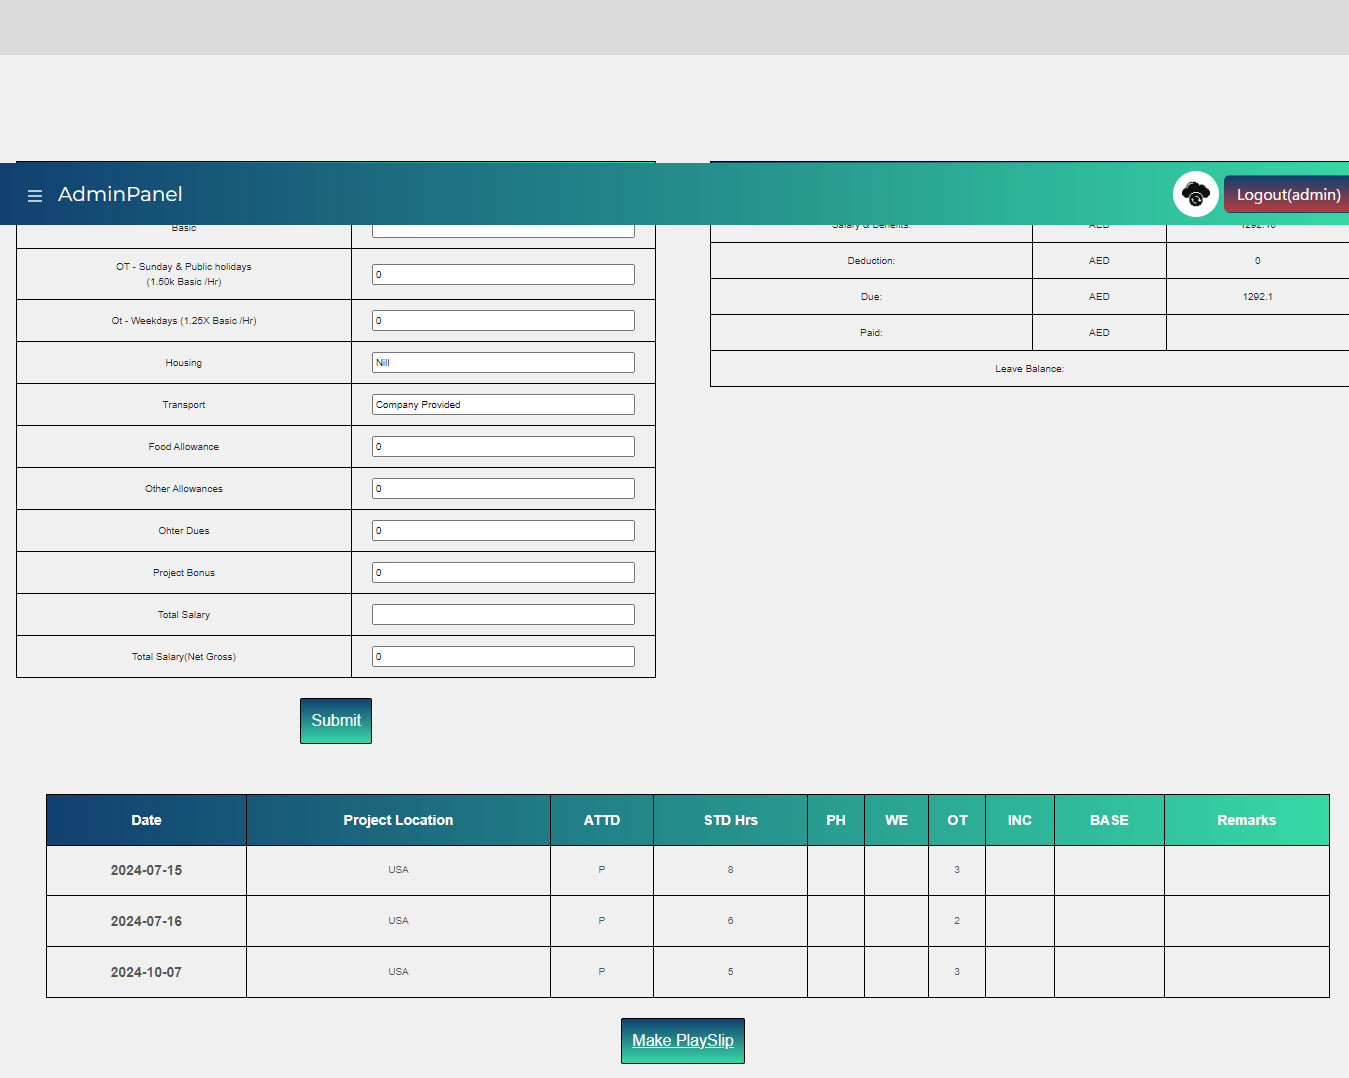 AdminPanel
Logout(admin)
Basic
OT - Sunday & Public holidays
(1.50k Basic /Hr)
0
Ot - Weekdays (1.25X Basic /Hr)
0
Housing
Nill
Transport
Company Provided
Food Allowance
0
Other Allowances
0
Ohter Dues
0
Project Bonus
0
Total Salary
Total Salary(Net Gross)
0
Submit
Salary & Benefits:
AED
1292.10
Deduction:
AED
0
Due:
AED
1292.1
Paid:
AED
Leave Balance:
Date Project Location ATTD STD Hrs PH WE OT INC BASE Remarks
2024-07-15 USA P 8 3
2024-07-16 USA P 6 2
2024-10-07 USA P 5 3
Make PlaySlip